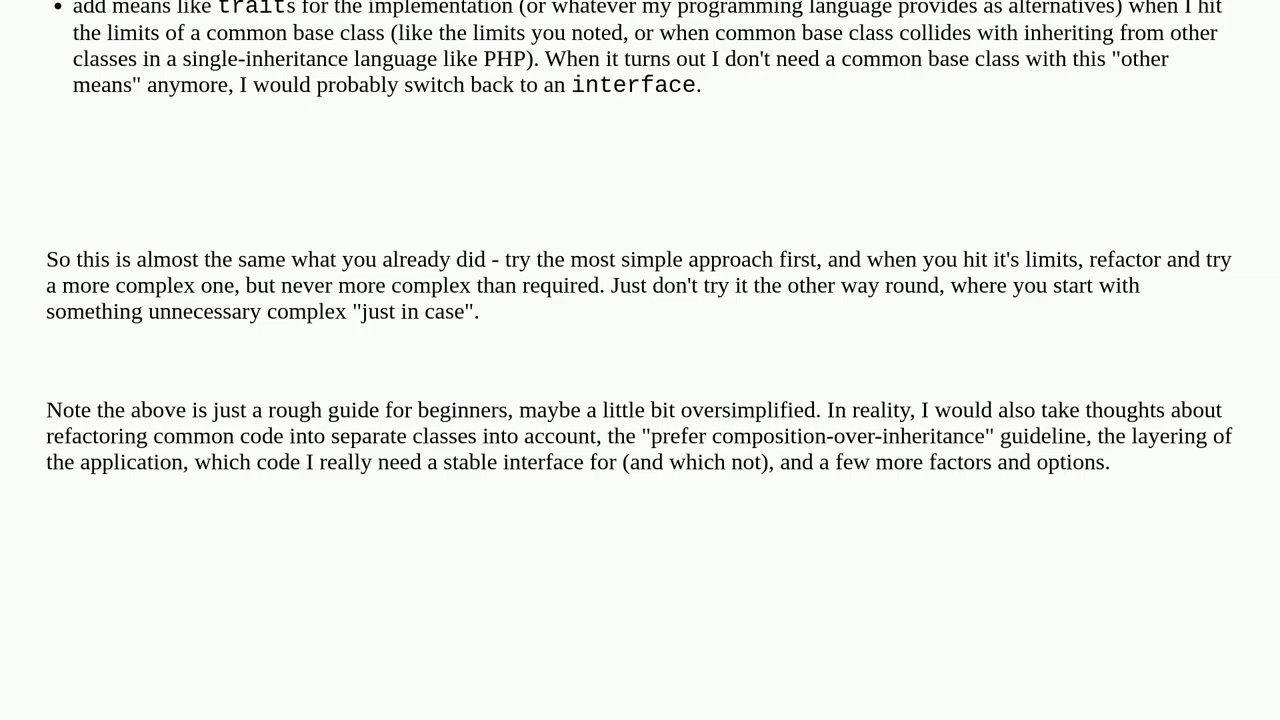 • add means like traits for the implementation (or whatever my programming language provides as alternatives) when I hit
the limits of a common base class (like the limits you noted, or when common base class collides with inheriting from other
classes in a single-inheritance language like PHP). When it turns out I don't need a common base class with this "other
means" anymore, I would probably switch back to an interface.
So this is almost the same what you already did - try the most simple approach first, and when you hit it's limits, refactor and try
a more complex one, but never more complex than required. Just don't try it the other way round, where you start with
something unnecessary complex "just in case".
Note the above is just a rough guide for beginners, maybe a little bit oversimplified. In reality, I would also take thoughts about
refactoring common code into separate classes into account, the "prefer composition-over-inheritance" guideline, the layering of
the application, which code I really need a stable interface for (and which not), and a few more factors and options.